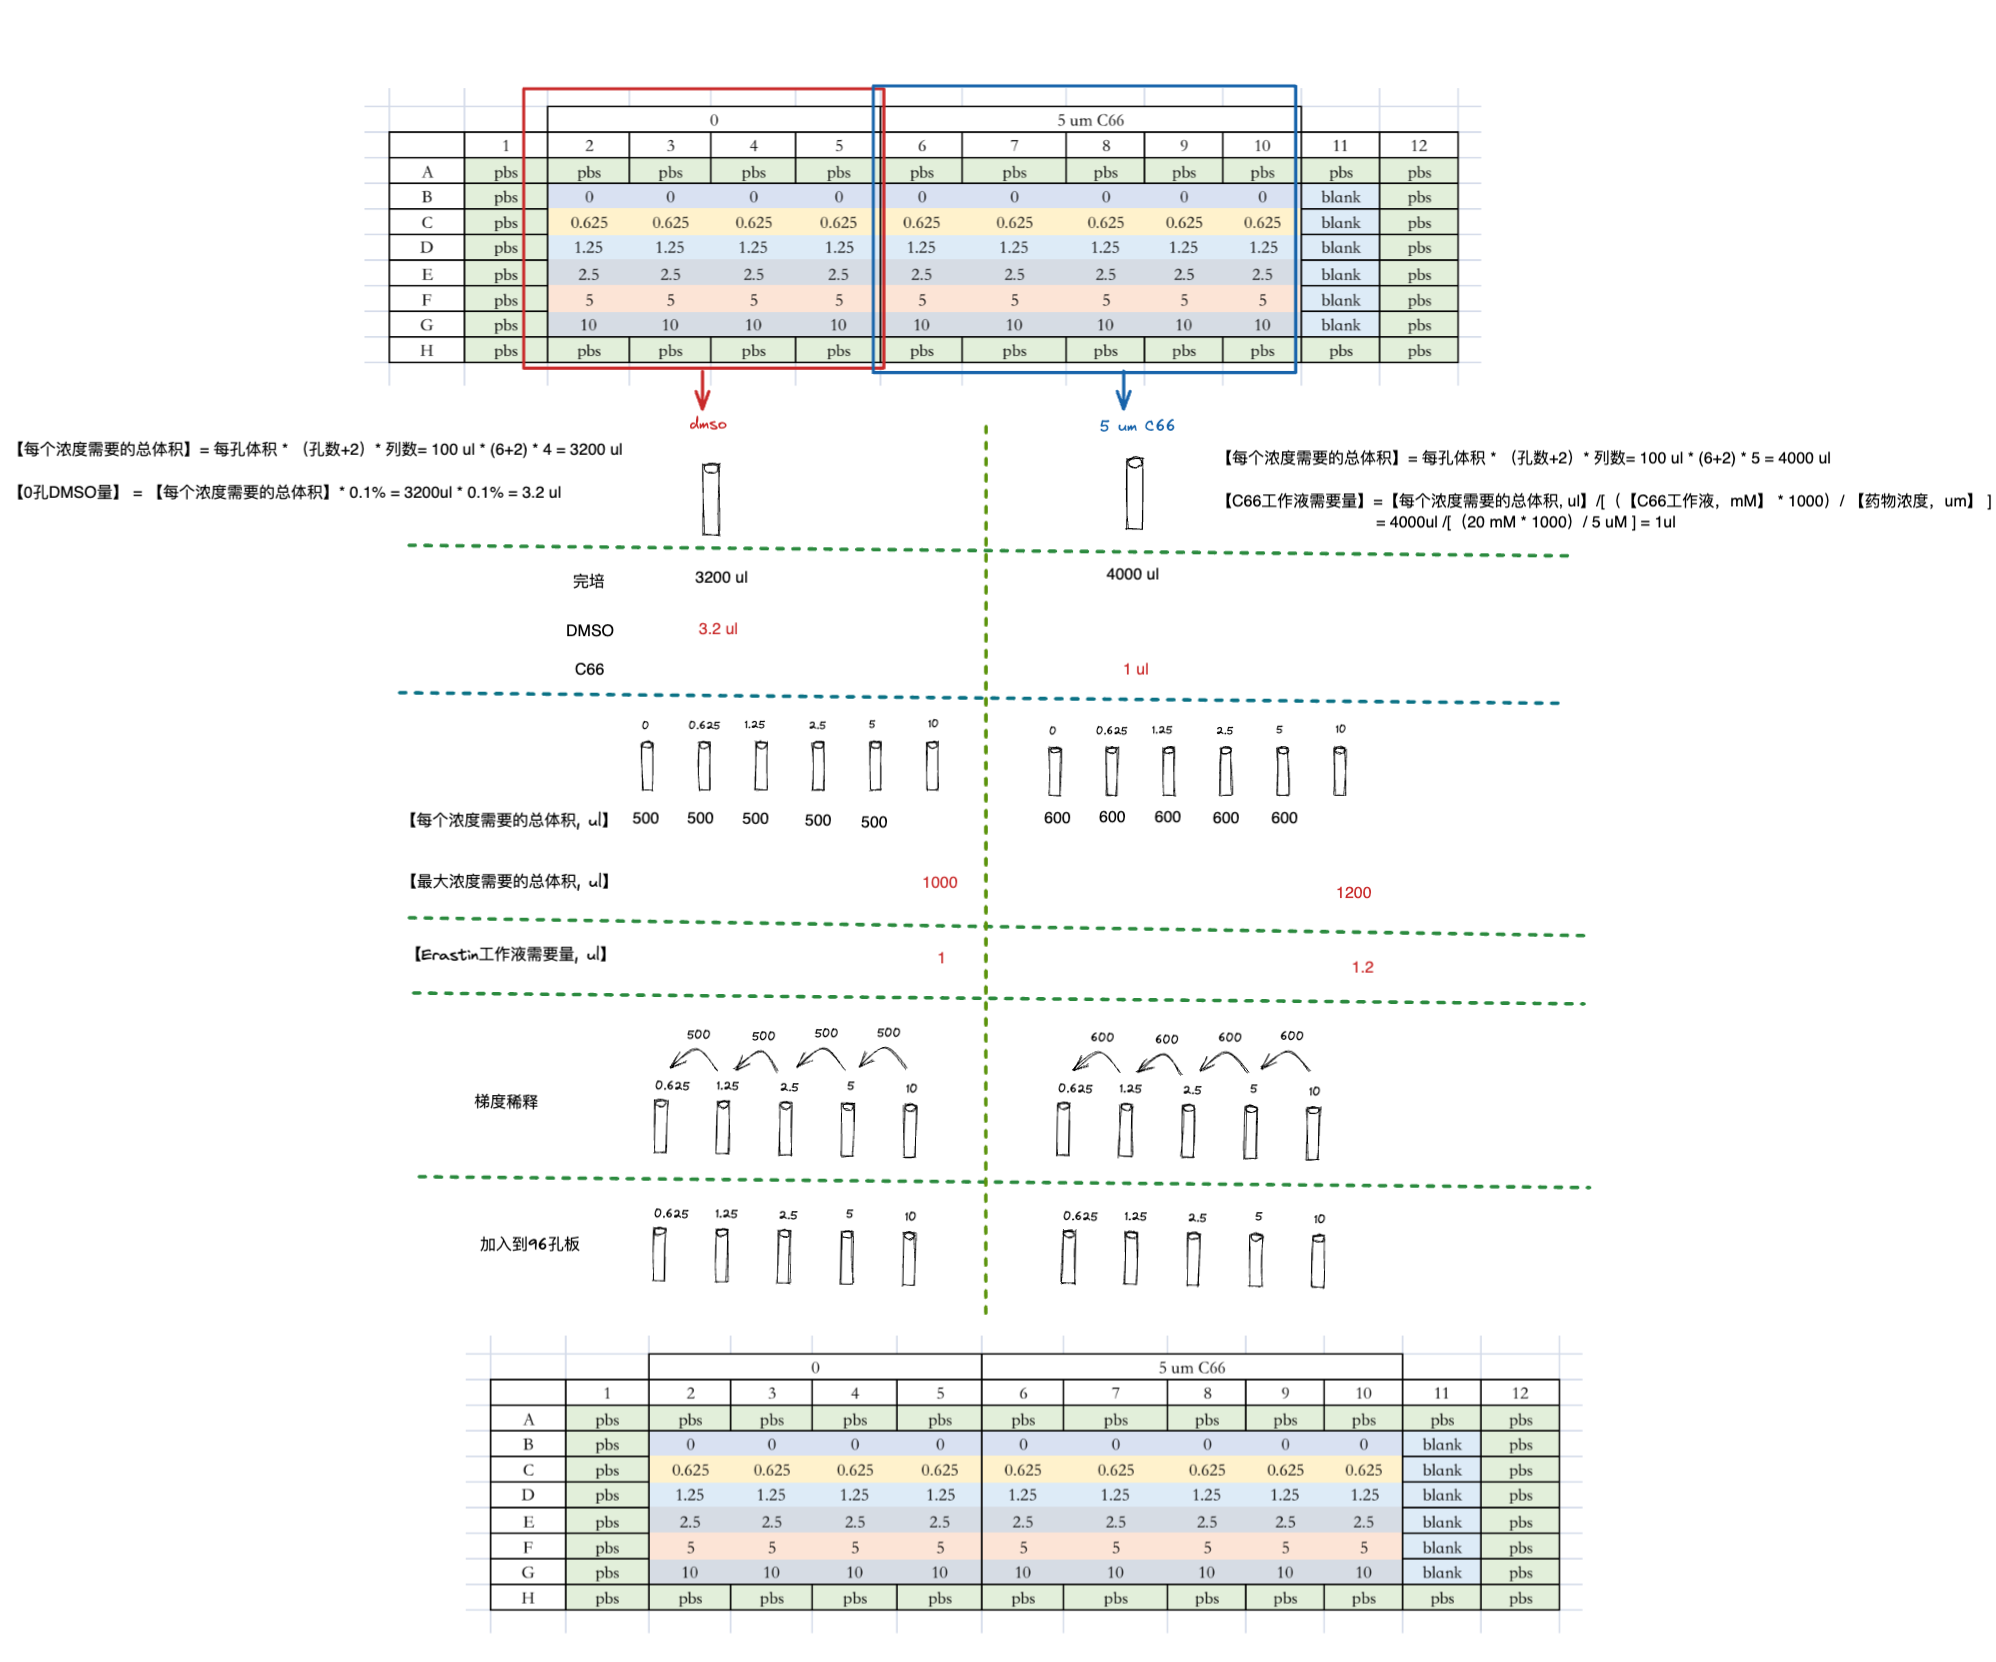 0 5 um C66
1 2 3 4 5 6 7 8 9 10 11 12
A pbs pbs pbs pbs pbs pbs pbs pbs pbs pbs pbs pbs
B pbs 0 0 0 0 0 0 0 0 0 blank pbs
C pbs 0.625 0.625 0.625 0.625 0.625 0.625 0.625 0.625 0.625 blank pbs
D pbs 1.25 1.25 1.25 1.25 1.25 1.25 1.25 1.25 1.25 blank pbs
E pbs 2.5 2.5 2.5 2.5 2.5 2.5 2.5 2.5 2.5 blank pbs
F pbs 5 5 5 5 5 5 5 5 5 blank pbs
G pbs 10 10 10 10 10 10 10 10 10 blank pbs
H pbs pbs pbs pbs pbs pbs pbs pbs pbs pbs pbs pbs
dmso 5 um C66
【每个浓度需要的总体积】= 每孔体积 * （孔数+2）* 列数= 100 ul * (6+2) * 4 = 3200 ul
【0孔DMSO量】 = 【每个浓度需要的总体积】* 0.1% = 3200ul * 0.1% = 3.2 ul
【每个浓度需要的总体积】= 每孔体积 * （孔数+2）* 列数= 100 ul * (6+2) * 5 = 4000 ul
【C66工作液需要量】=【每个浓度需要的总体积, ul】/[（【C66工作液，mM】 * 1000）/ 【药物浓度，um】 ]
= 4000ul /[（20 mM * 1000）/ 5 uM ] = 1ul
完培 3200 ul 4000 ul
DMSO 3.2 ul
C66 1 ul
0 0.625 1.25 2.5 5 10 0 0.625 1.25 2.5 5 10
【每个浓度需要的总体积, ul】 500 500 500 500 500 600 600 600 600 600
【最大浓度需要的总体积, ul】 1000 1200
【Erastin工作液需要量, ul】 1 1.2
500 500 500 500 600 600 600 600
0.625 1.25 2.5 5 10 0.625 1.25 2.5 5 10
梯度稀释
0.625 1.25 2.5 5 10 0.625 1.25 2.5 5 10
加入到96孔板
0 5 um C66
1 2 3 4 5 6 7 8 9 10 11 12
A pbs pbs pbs pbs pbs pbs pbs pbs pbs pbs pbs pbs
B pbs 0 0 0 0 0 0 0 0 0 blank pbs
C pbs 0.625 0.625 0.625 0.625 0.625 0.625 0.625 0.625 0.625 blank pbs
D pbs 1.25 1.25 1.25 1.25 1.25 1.25 1.25 1.25 1.25 blank pbs
E pbs 2.5 2.5 2.5 2.5 2.5 2.5 2.5 2.5 2.5 blank pbs
F pbs 5 5 5 5 5 5 5 5 5 blank pbs
G pbs 10 10 10 10 10 10 10 10 10 blank pbs
H pbs pbs pbs pbs pbs pbs pbs pbs pbs pbs pbs pbs